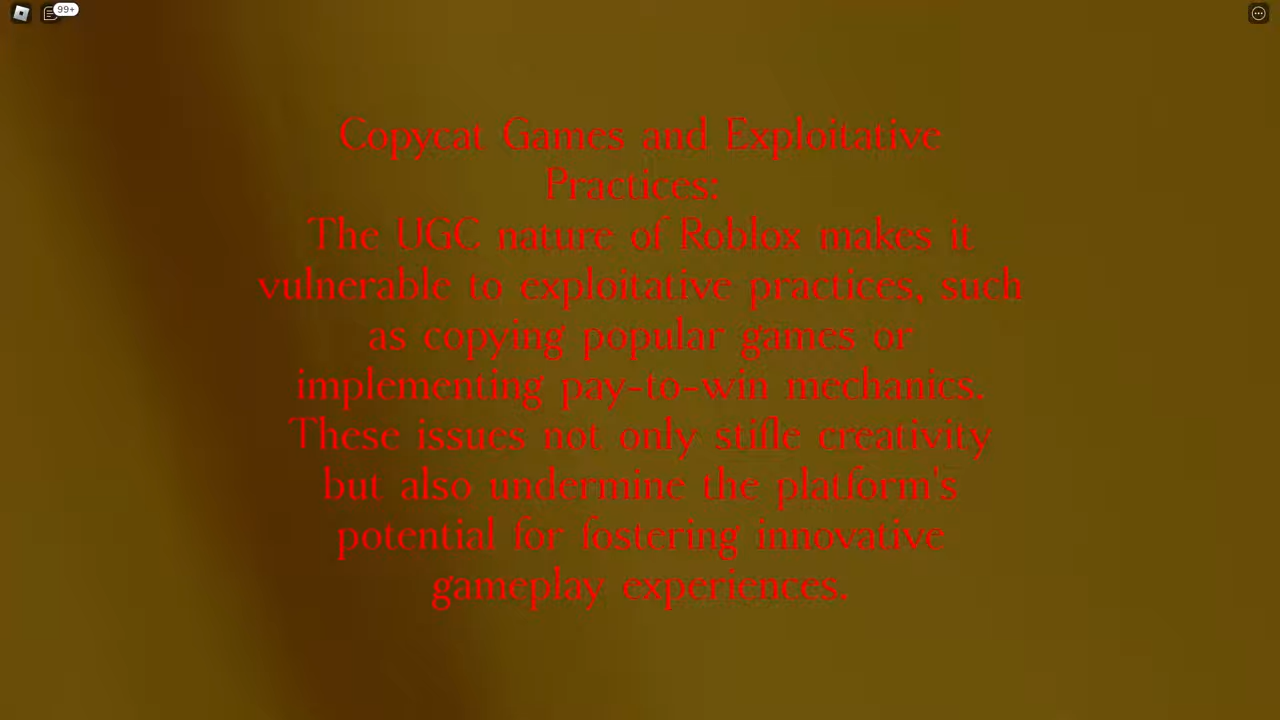 99+
Copycat Games and Exploitative
Practices:
The UGC nature of Roblox makes it
vulnerable to exploitative practices, such
as copying popular games or
implementing pay-to-win mechanics.
These issues not only stifle creativity
but also undermine the platform's
potential for fostering innovative
gameplay experiences.